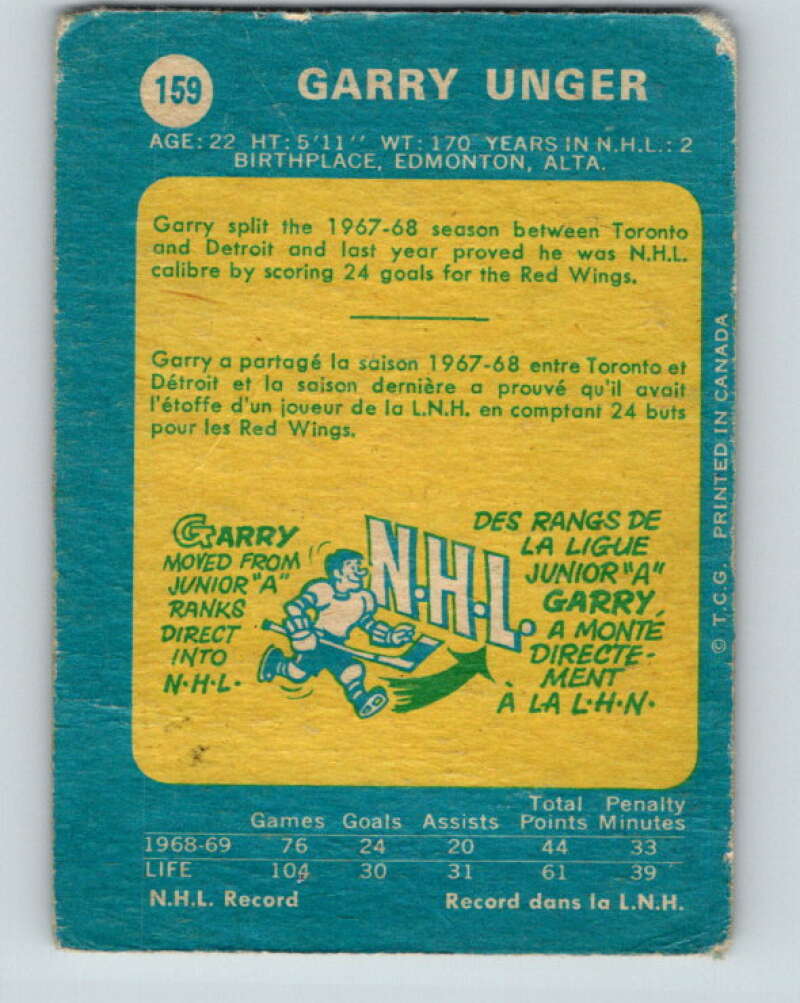 159 GARRY UNGER
AGE: 22 HT: 5'11" WT: 170 YEARS IN N.H.L.: 2
BIRTHPLACE, EDMONTON, ALTA.
Garry split the 1967-68 season between Toronto
and Detroit and last year proved he was N.H.L.
calibre by scoring 24 goals for the Red Wings.
Garry a partagé la saison 1967-68 entre Toronto et
Détroit et la saison dernière a prouvé qu'il avait
l'étoffe d'un joueur de la L.N.H. en comptant 24 buts
pour les Red Wings.
GARRY
MOVED FROM
JUNIOR "A"
RANKS
DIRECT
INTO
N·H·L·
N·H·L·
DES RANGS DE
LA LIGUE
JUNIOR "A"
GARRY,
A MONTÉ
DIRECTE-
MENT
À LA L·H·N·
© T.C.G. PRINTED IN CANADA
Total Penalty
Games Goals Assists Points Minutes
1968-69 76 24 20 44 33
LIFE 104 30 31 61 39
N.H.L. Record Record dans la L.N.H.